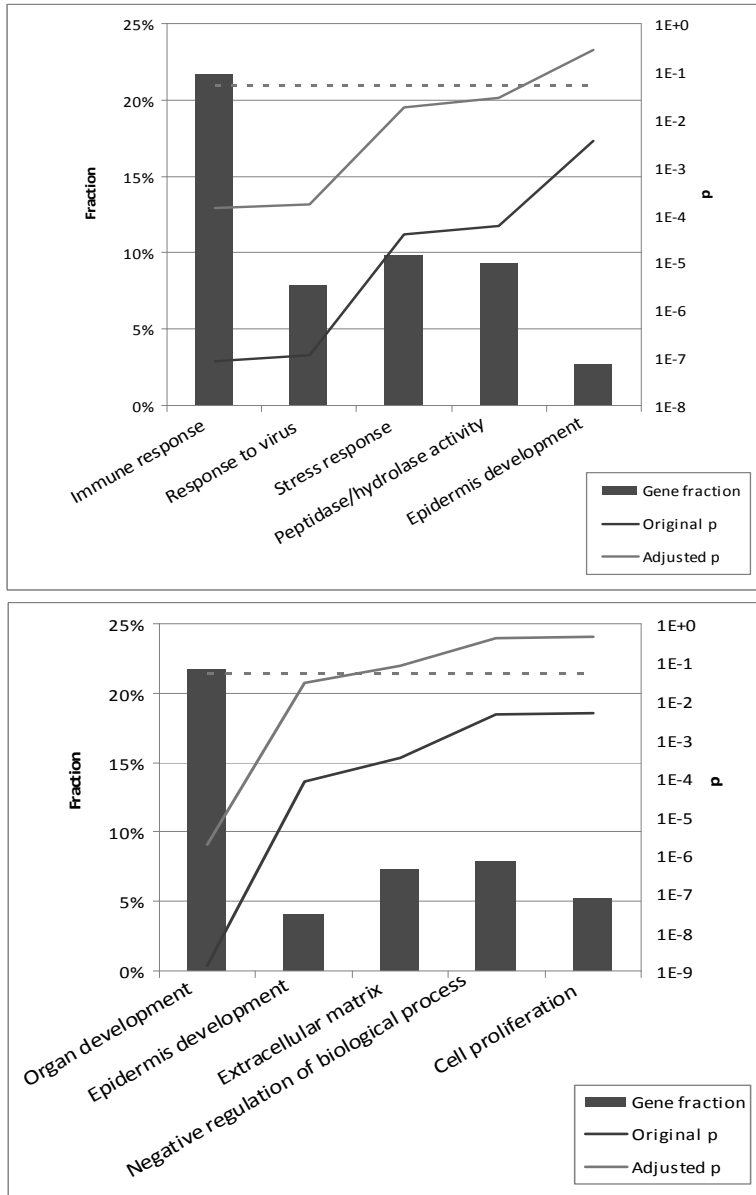 25%
20%
15%
10%
5%
0%
Fraction
1E+0
1E-1
1E-2
1E-3
1E-4
1E-5
1E-6
1E-7
1E-8
p
Immune response
Response to virus
Stress response
Peptidase/hydrolase activity
Epidermis development
Gene fraction
Original p
Adjusted p
25%
20%
15%
10%
5%
0%
Fraction
1E+0
1E-1
1E-2
1E-3
1E-4
1E-5
1E-6
1E-7
1E-8
1E-9
p
Organ development
Epidermis development
Extracellular matrix
Negative regulation of biological process
Cell proliferation
Gene fraction
Original p
Adjusted p